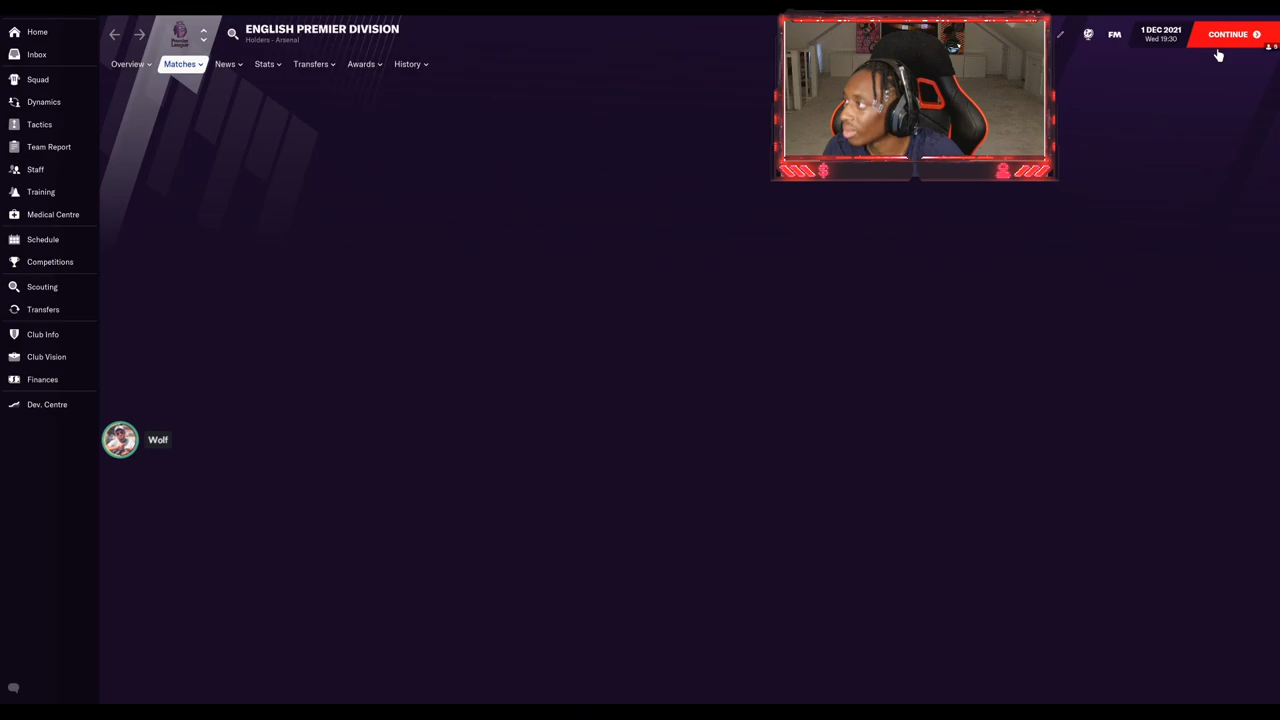 Home
Inbox
Squad
Dynamics
Tactics
Team Report
Staff
Training
Medical Centre
Schedule
Competitions
Scouting
Transfers
Club Info
Club Vision
Finances
Dev. Centre
Premier League
ENGLISH PREMIER DIVISION
Holders - Arsenal
Overview
Matches
News
Stats
Transfers
Awards
History
FM
1 DEC 2021
Wed 19:30
CONTINUE
Wolf
$